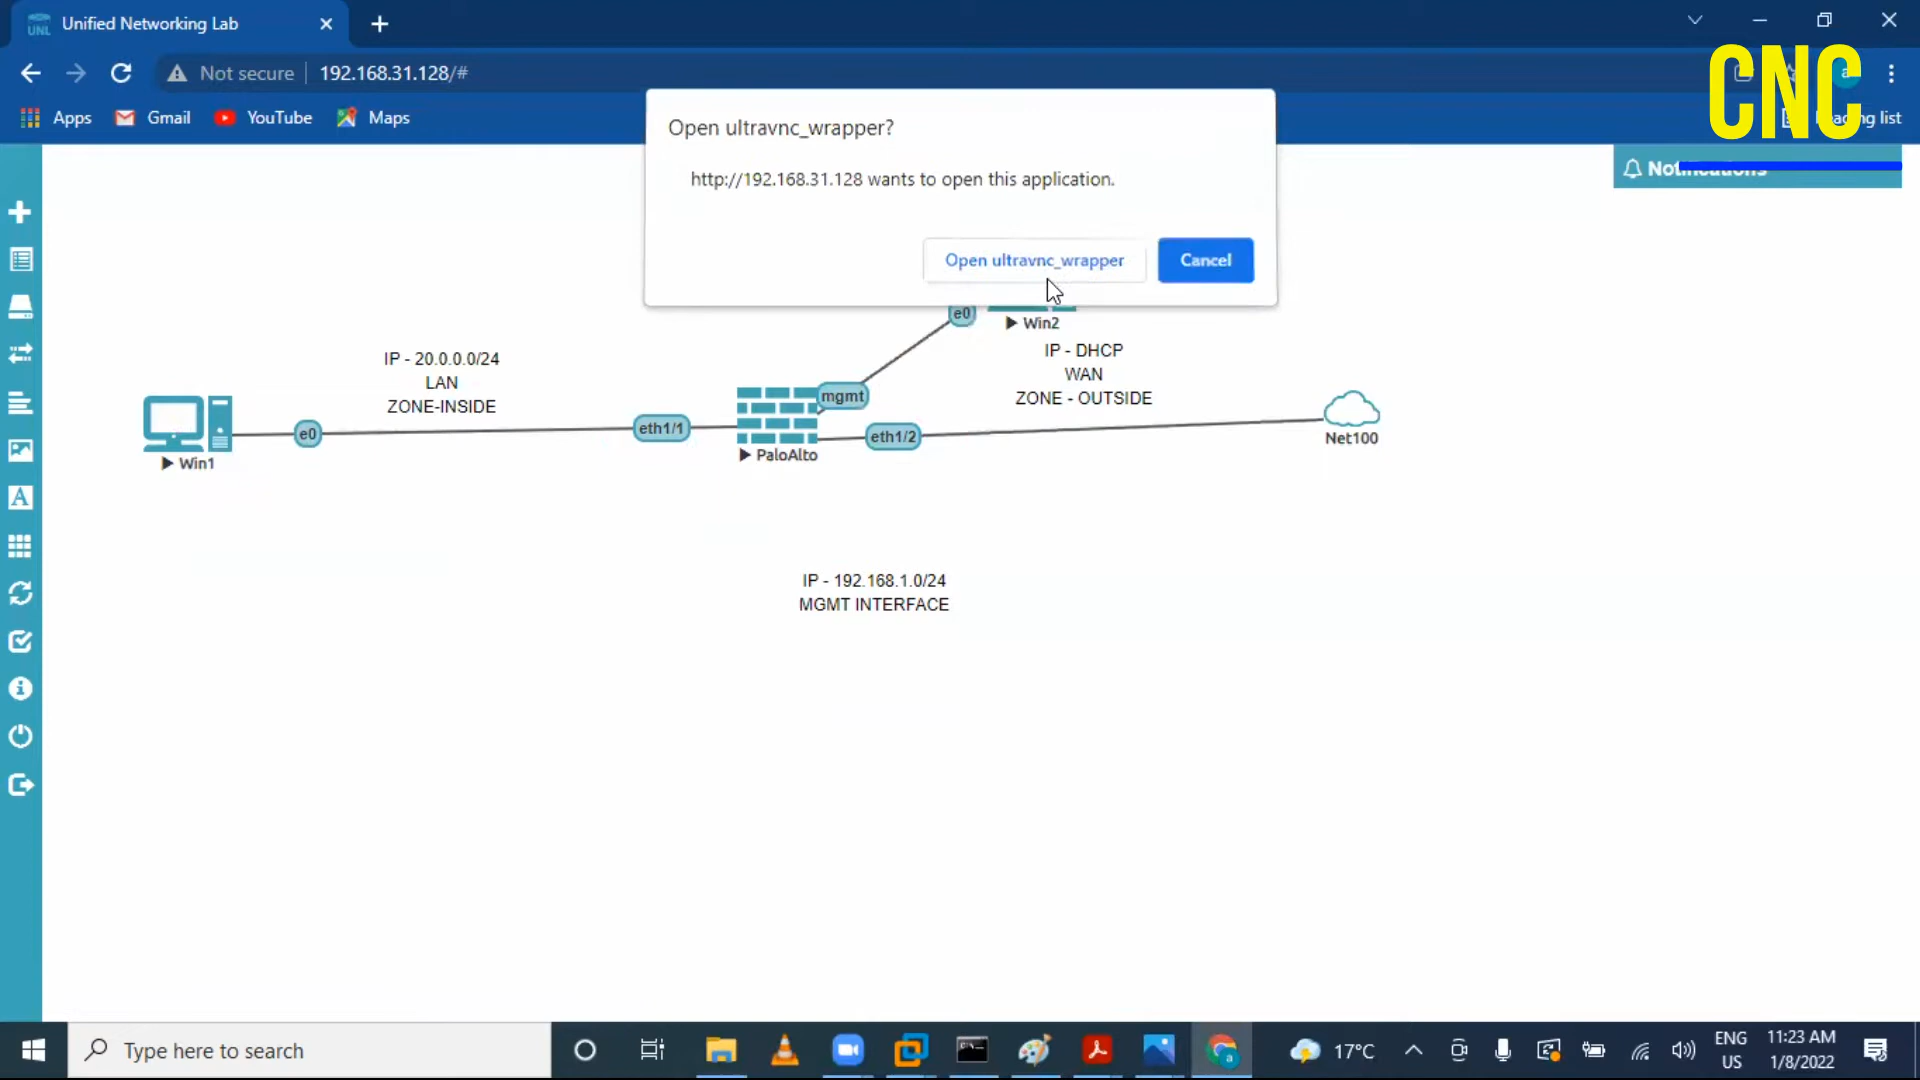 UNL
Unified Networking Lab
Not secure
192.168.31.128/#
CNC
Apps
Gmail
YouTube
Maps
Open ultravnc_wrapper?
http://192.168.31.128 wants to open this application.
Open ultravnc_wrapper
Cancel
e0
Win2
IP - 20.0.0.0/24
LAN
ZONE-INSIDE
IP - DHCP
WAN
ZONE - OUTSIDE
mgmt
e0
eth1/1
eth1/2
Net100
Win1
PaloAlto
IP - 192.168.1.0/24
MGMT INTERFACE
A
Type here to search
17°C
ENG
US
11:23 AM
1/8/2022